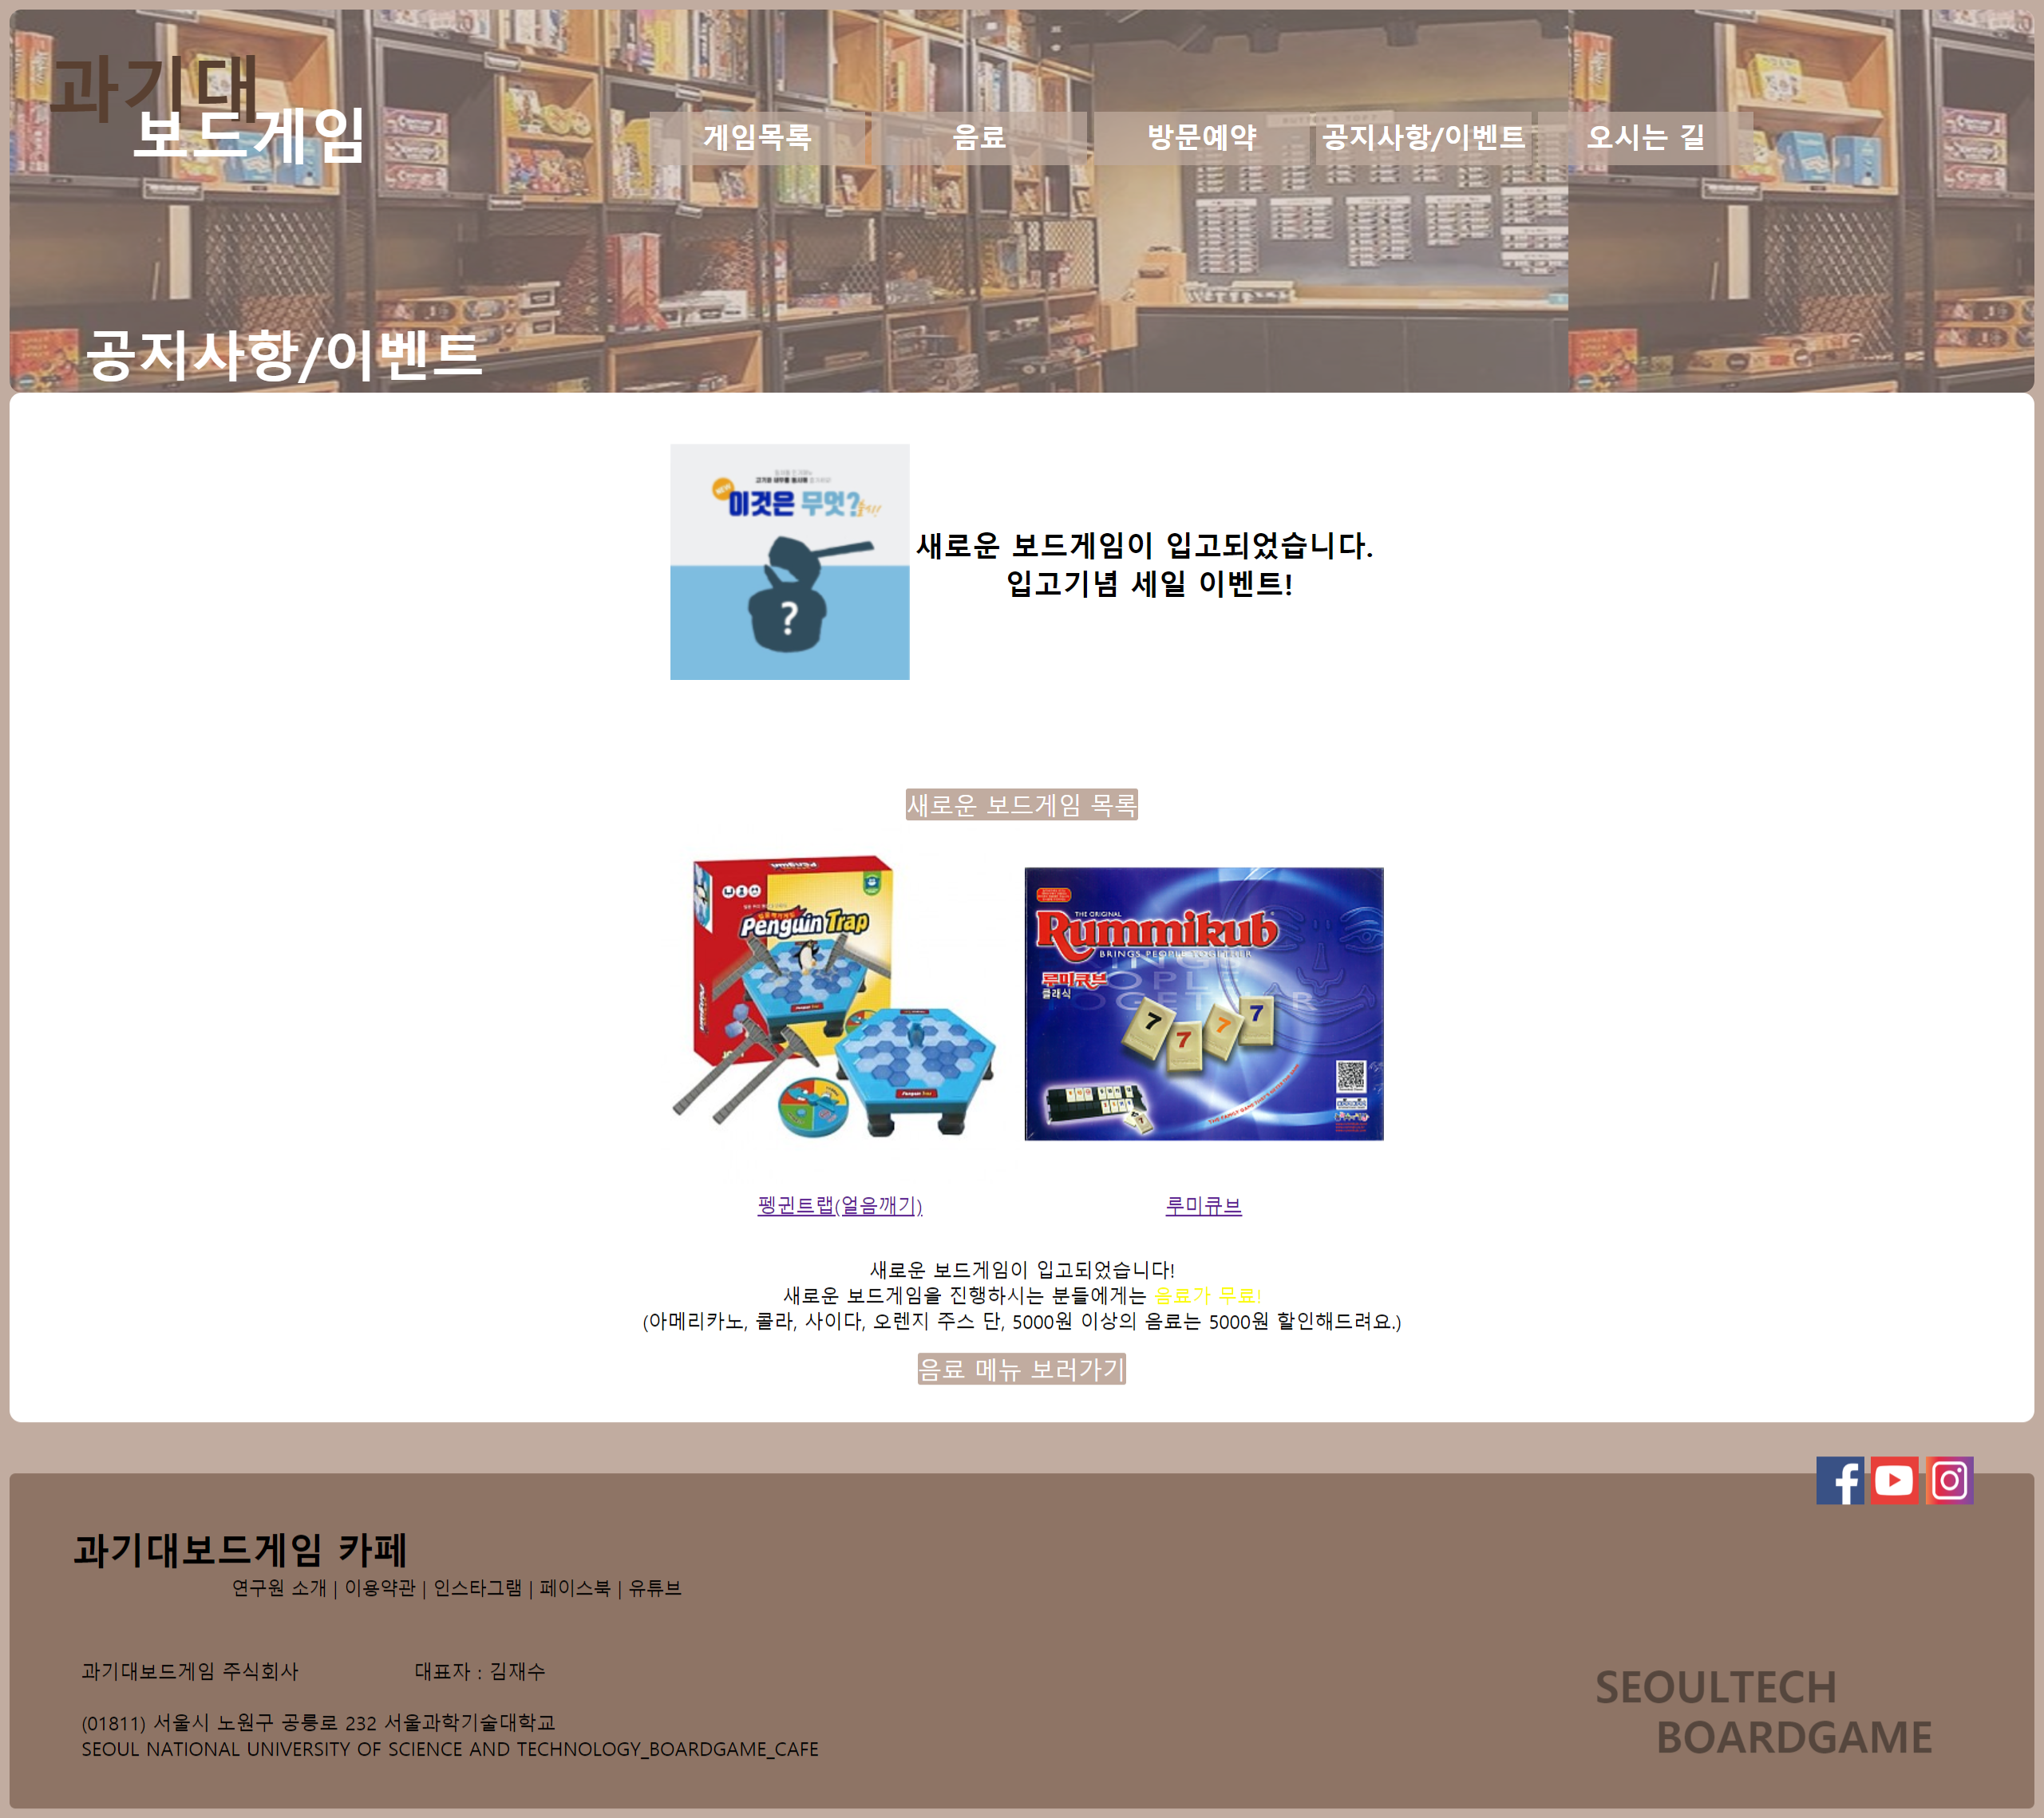 과기대
보드게임
게임목록
음료
방문예약
공지사항/이벤트
오시는 길
공지사항/이벤트
이것은 무엇?
?
새로운 보드게임이 입고되었습니다.
입고기념 세일 이벤트!
새로운 보드게임 목록
Penguin Trap
THE ORIGINAL
Rummikub
BRINGS PEOPLE TOGETHER
루미큐브
클래식
7 7 7 7
펭귄트랩(얼음깨기)
루미큐브
새로운 보드게임이 입고되었습니다!
새로운 보드게임을 진행하시는 분들에게는 음료가 무료!
(아메리카노, 콜라, 사이다, 오렌지 주스 단, 5000원 이상의 음료는 5000원 할인해드려요.)
음료 메뉴 보러가기
과기대보드게임 카페
연구원 소개 | 이용약관 | 인스타그램 | 페이스북 | 유튜브
과기대보드게임 주식회사 대표자 : 김재수
(01811) 서울시 노원구 공릉로 232 서울과학기술대학교
SEOUL NATIONAL UNIVERSITY OF SCIENCE AND TECHNOLOGY_BOARDGAME_CAFE
SEOULTECH
BOARDGAME